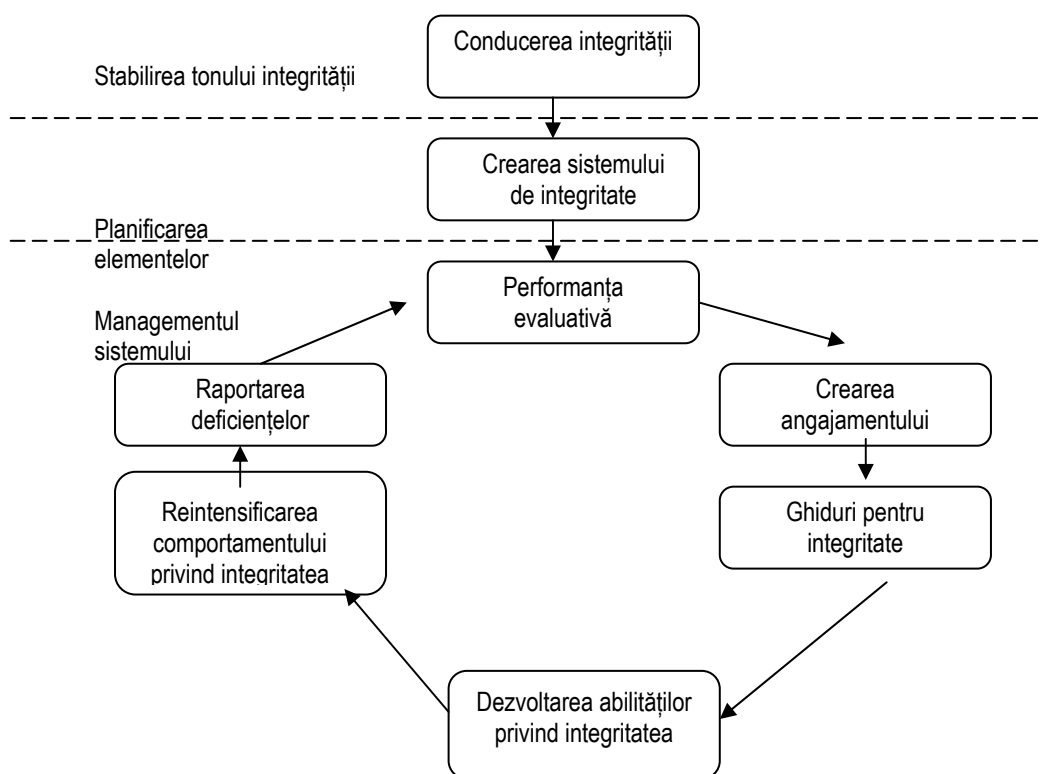 Conducerea integrității
Stabilirea tonului integrității
Crearea sistemului
de integritate
Planificarea
elementelor
Performanța
evaluativă
Managementul
sistemului
Raportarea
deficiențelor
Crearea
angajamentului
Reintensificarea
comportamentului
privind integritatea
Ghiduri pentru
integritate
Dezvoltarea abilităților
privind integritatea